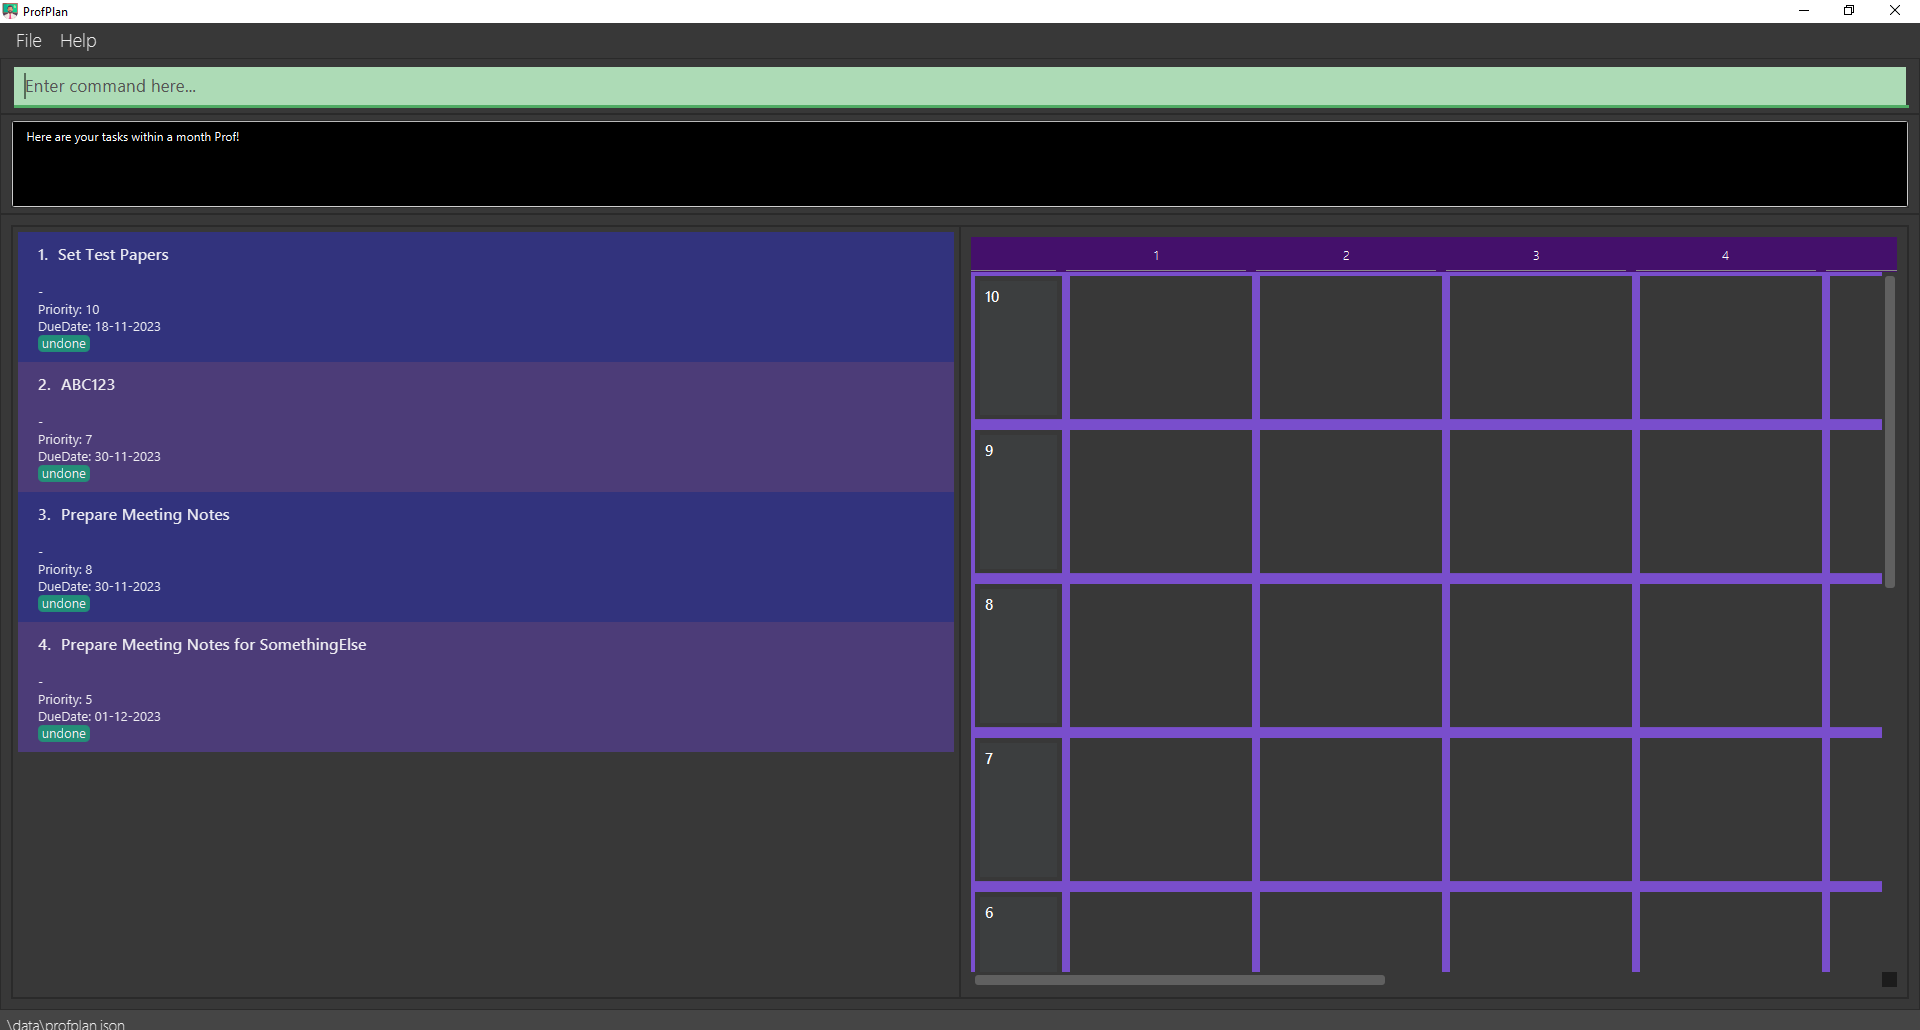 ProfPlan
File Help
Enter command here...
Here are your tasks within a month Prof!
1. Set Test Papers
-
Priority: 10
DueDate: 18-11-2023
undone
2. ABC123
-
Priority: 7
DueDate: 30-11-2023
undone
3. Prepare Meeting Notes
-
Priority: 8
DueDate: 30-11-2023
undone
4. Prepare Meeting Notes for SomethingElse
-
Priority: 5
DueDate: 01-12-2023
undone
1 2 3 4
10
9
8
7
6
\data\profplan.json